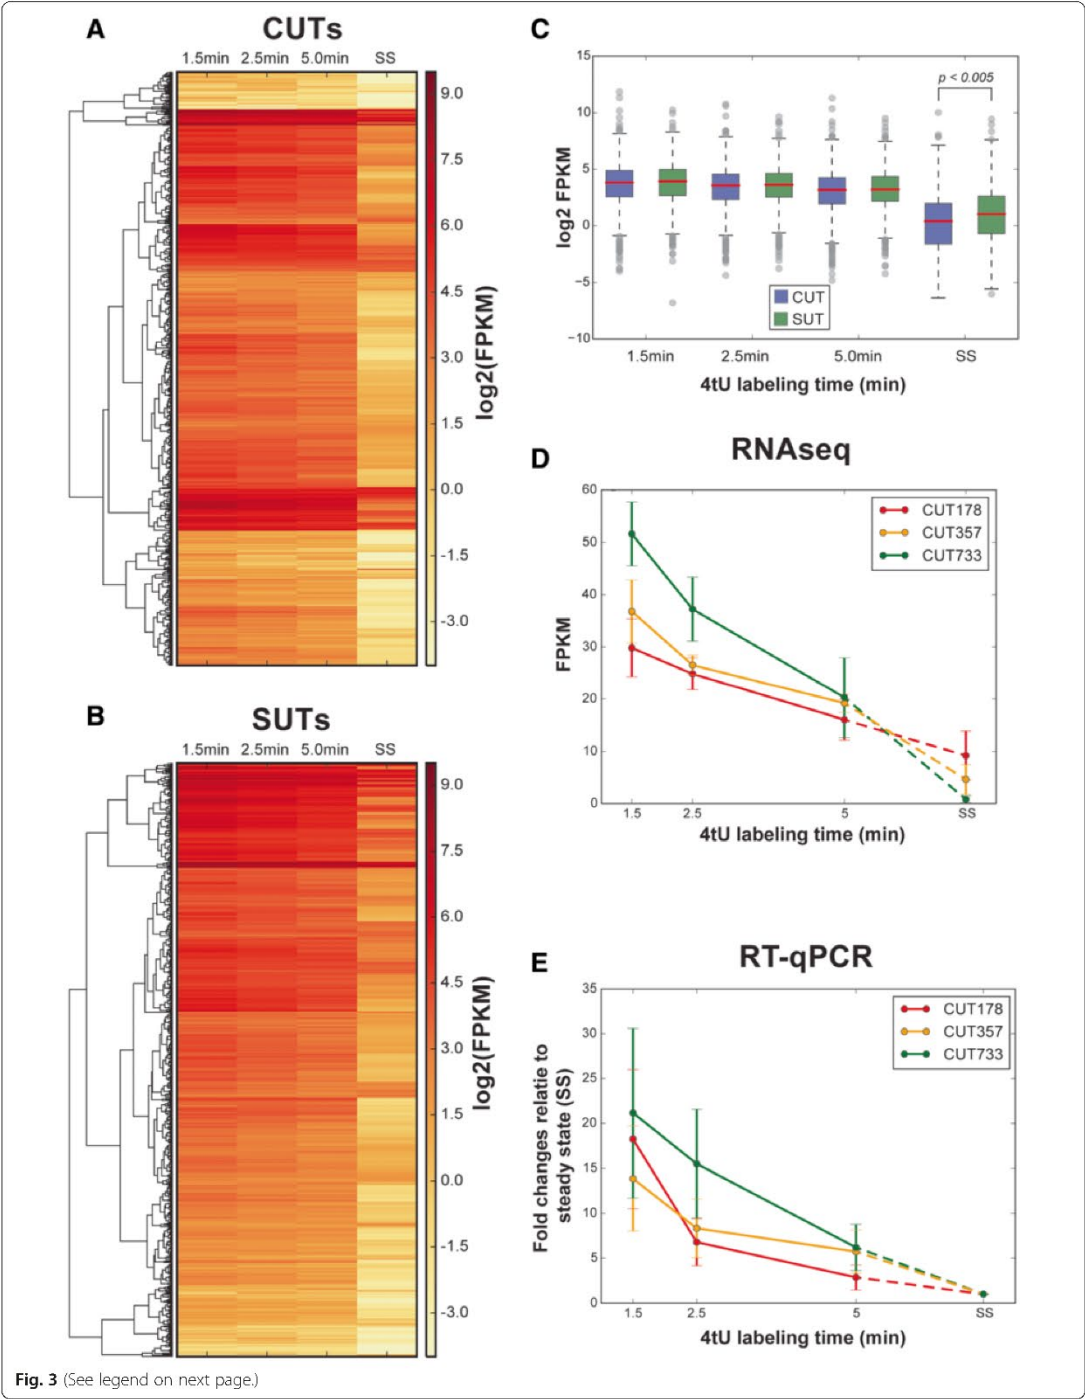 A
CUTs
1.5min 2.5min 5.0min SS
9.0
7.5
6.0
4.5
3.0
1.5
0.0
-1.5
-3.0
log2(FPKM)
B
SUTs
1.5min 2.5min 5.0min SS
9.0
7.5
6.0
4.5
3.0
1.5
0.0
-1.5
-3.0
log2(FPKM)
C
15
10
5
0
−5
−10
log2 FPKM
p < 0.005
CUT
SUT
1.5min 2.5min 5.0min SS
4tU labeling time (min)
D
RNAseq
60
50
40
30
20
10
0
FPKM
CUT178
CUT357
CUT733
1.5 2.5 5 SS
4tU labeling time (min)
E
RT-qPCR
35
30
25
20
15
10
5
0
Fold changes relatie to
steady state (SS)
CUT178
CUT357
CUT733
1.5 2.5 5 SS
4tU labeling time (min)
Fig. 3 (See legend on next page.)